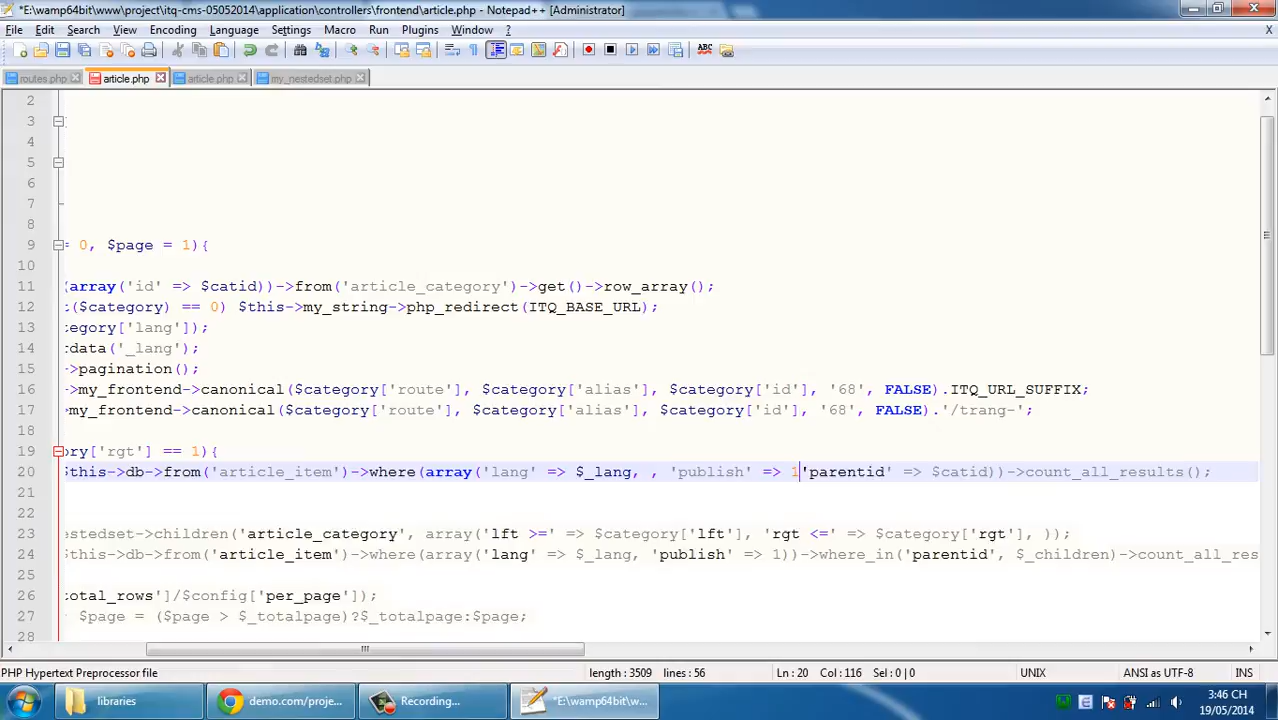 *E:\wamp64bit\www\project\itq-cms-05052014\application\controllers\frontend\article.php - Notepad++ [Administrator]
File Edit Search View Encoding Language Settings Macro Run Plugins Window ? X
routes.php article.php article.php my_nestedset.php
2
3
4
5
6
7
8
9 = 0, $page = 1){
10
11 (array('id' => $catid))->from('article_category')->get()->row_array();
12 ($category) == 0) $this->my_string->php_redirect(ITQ_BASE_URL);
13 tegory['lang']);
14 data('_lang');
15 ->pagination();
16 >my_frontend->canonical($category['route'], $category['alias'], $category['id'], '68', FALSE).ITQ_URL_SUFFIX;
17 my_frontend->canonical($category['route'], $category['alias'], $category['id'], '68', FALSE).'/trang-';
18
19 ory['rgt'] == 1){
20 $this->db->from('article_item')->where(array('lang' => $_lang, , 'publish' => 1'parentid' => $catid))->count_all_results();
21
22
23 estedset->children('article_category', array('lft >=' => $category['lft'], 'rgt <=' => $category['rgt'], ));
24 $this->db->from('article_item')->where(array('lang' => $_lang, 'publish' => 1))->where_in('parentid', $_children)->count_all_res
25
26 total_rows']/$config['per_page']);
27 $page = ($page > $_totalpage)?$_totalpage:$page;
28
PHP Hypertext Preprocessor file length : 3509 lines : 56 Ln : 20 Col : 116 Sel : 0 | 0 UNIX ANSI as UTF-8 INS
libraries demo.com/proje... Recording... *E:\wamp64bit\w... 3:46 CH
19/05/2014